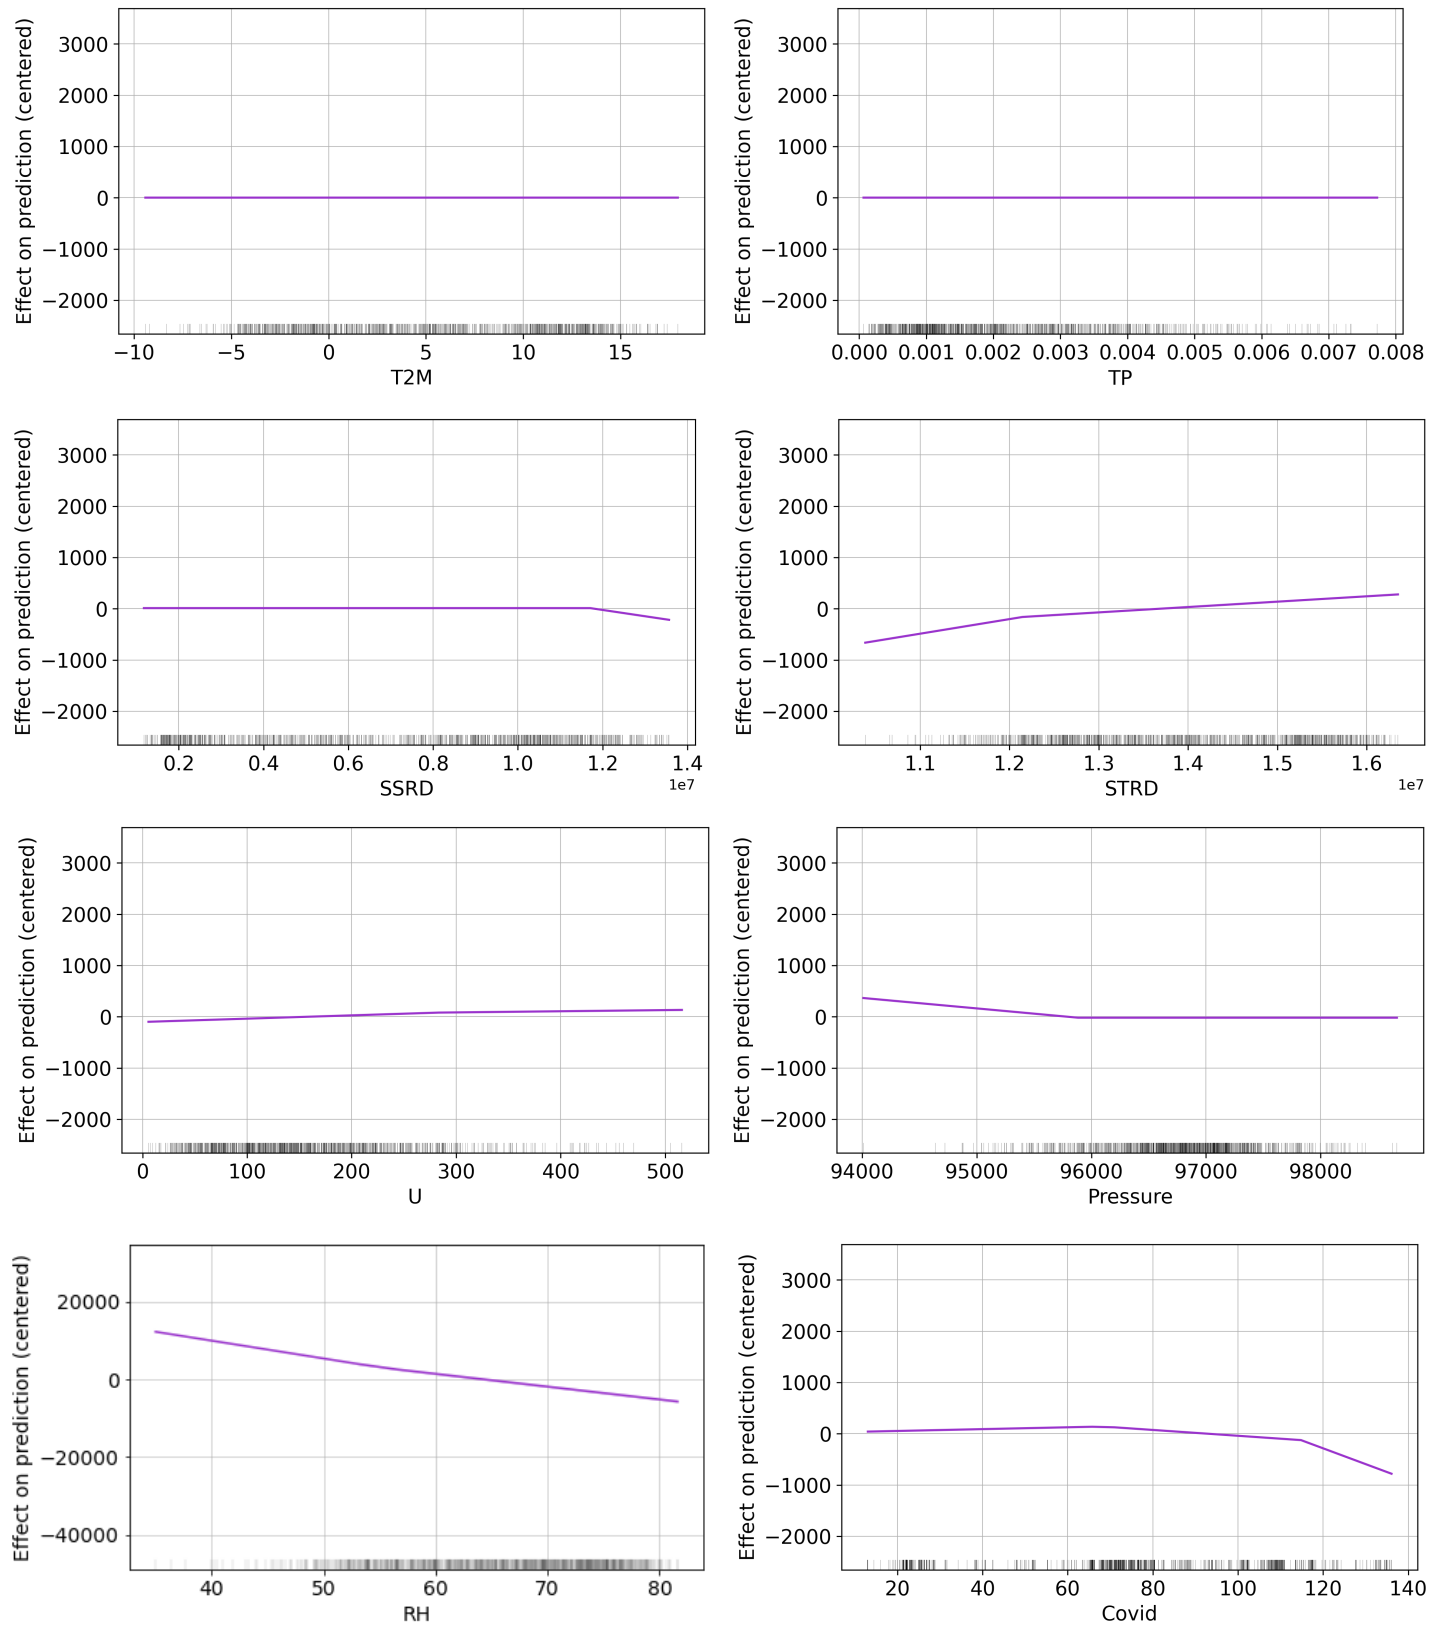 Effect on prediction (centered)
3000
2000
1000
0
−1000
−2000
−10 −5 0 5 10 15
T2M
Effect on prediction (centered)
3000
2000
1000
0
−1000
−2000
0.000 0.001 0.002 0.003 0.004 0.005 0.006 0.007 0.008
TP
Effect on prediction (centered)
3000
2000
1000
0
−1000
−2000
0.2 0.4 0.6 0.8 1.0 1.2 1.4
1e7
SSRD
Effect on prediction (centered)
3000
2000
1000
0
−1000
−2000
1.1 1.2 1.3 1.4 1.5 1.6
1e7
STRD
Effect on prediction (centered)
3000
2000
1000
0
−1000
−2000
0 100 200 300 400 500
U
Effect on prediction (centered)
3000
2000
1000
0
−1000
−2000
94000 95000 96000 97000 98000
Pressure
Effect on prediction (centered)
20000
0
−20000
−40000
40 50 60 70 80
RH
Effect on prediction (centered)
3000
2000
1000
0
−1000
−2000
20 40 60 80 100 120 140
Covid